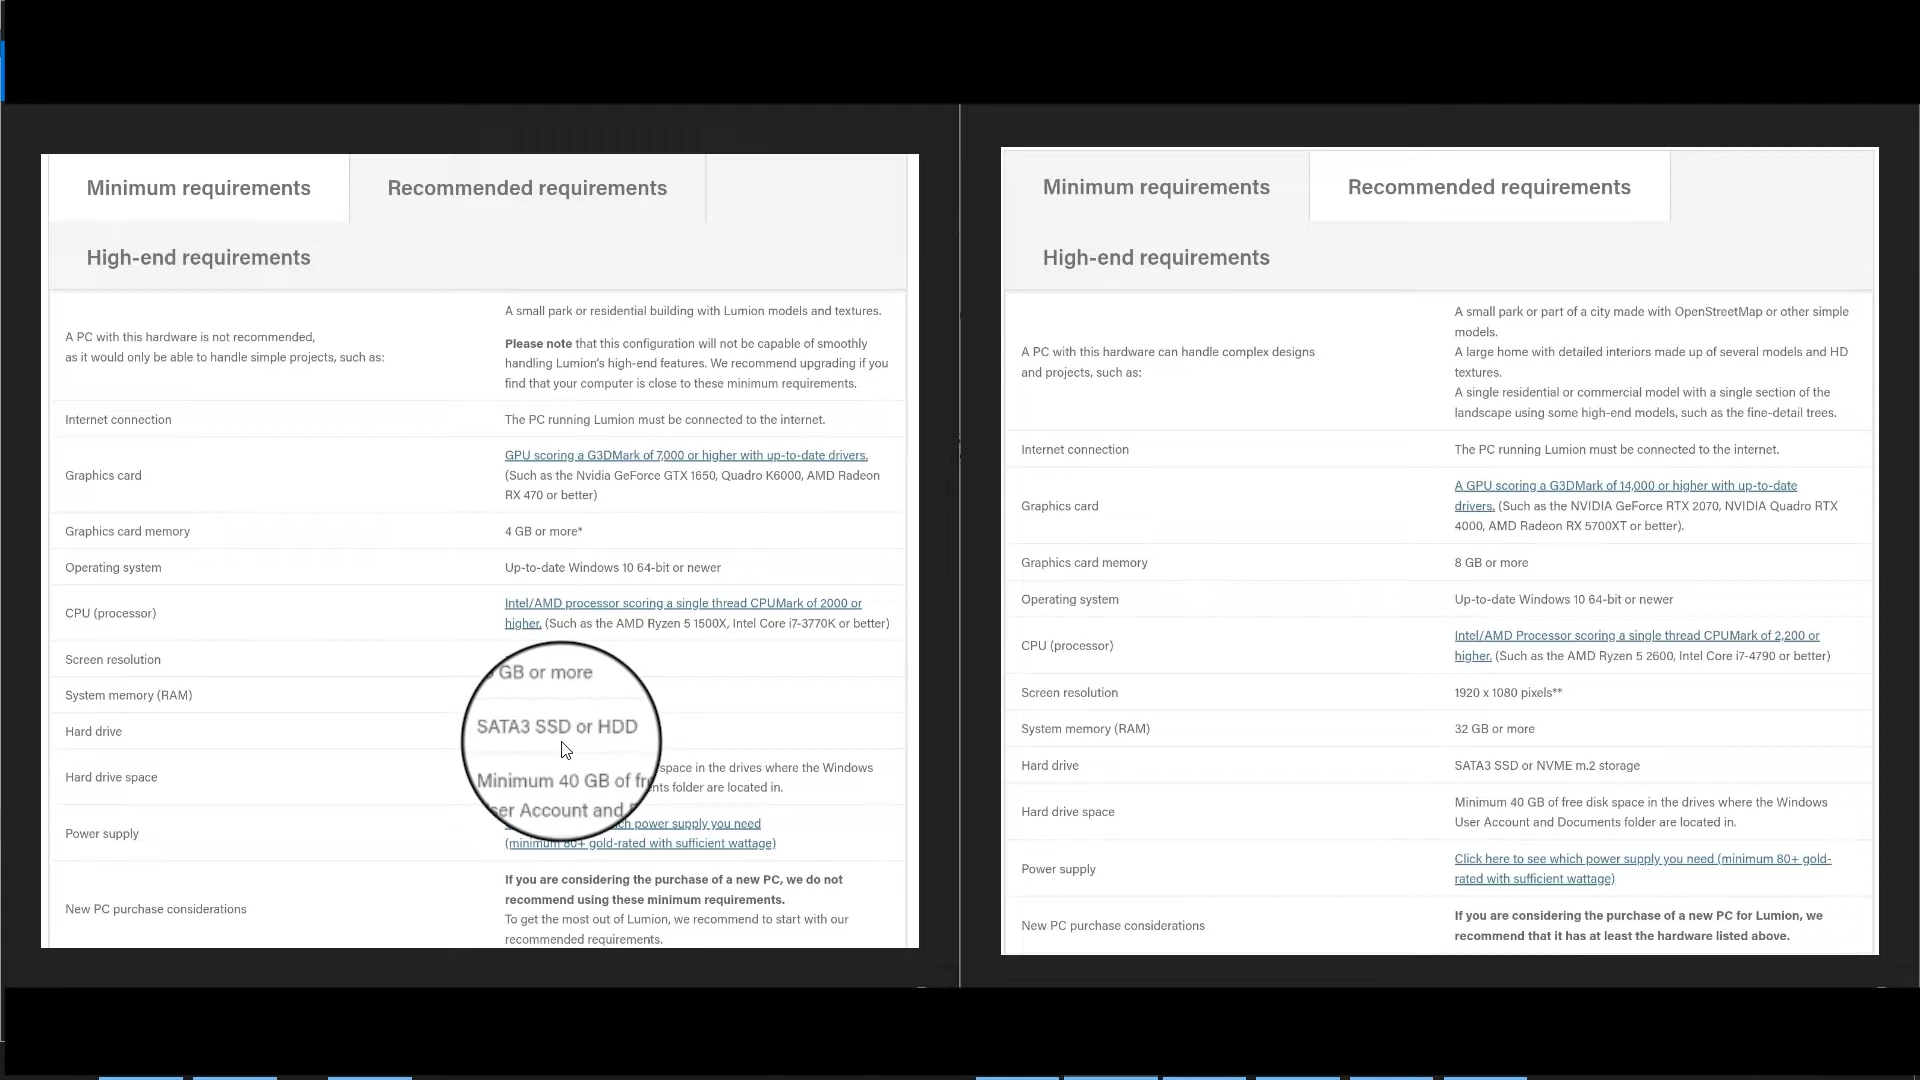 Minimum requirements
Recommended requirements
High-end requirements
A PC with this hardware is not recommended,
as it would only be able to handle simple projects, such as:
A small park or residential building with Lumion models and textures.
Please note that this configuration will not be capable of smoothly
handling Lumion's high-end features. We recommend upgrading if you
find that your computer is close to these minimum requirements.
Internet connection
The PC running Lumion must be connected to the internet.
Graphics card
GPU scoring a G3DMark of 7,000 or higher with up-to-date drivers.
(Such as the Nvidia GeForce GTX 1650, Quadro K6000, AMD Radeon
RX 470 or better)
Graphics card memory
4 GB or more*
Operating system
Up-to-date Windows 10 64-bit or newer
CPU (processor)
Intel/AMD processor scoring a single thread CPUMark of 2000 or
higher. (Such as the AMD Ryzen 5 1500X, Intel Core i7-3770K or better)
Screen resolution
System memory (RAM)
GB or more
Hard drive
SATA3 SSD or HDD
Hard drive space
Minimum 40 GB of space in the drives where the Windows
Account and folder are located in.
Power supply
power supply you need
(minimum 80+ gold-rated with sufficient wattage)
New PC purchase considerations
If you are considering the purchase of a new PC, we do not
recommend using these minimum requirements.
To get the most out of Lumion, we recommend to start with our
recommended requirements.
Minimum requirements
Recommended requirements
High-end requirements
A PC with this hardware can handle complex designs
and projects, such as:
A small park or part of a city made with OpenStreetMap or other simple
models.
A large home with detailed interiors made up of several models and HD
textures.
A single residential or commercial model with a single section of the
landscape using some high-end models, such as the fine-detail trees.
Internet connection
The PC running Lumion must be connected to the internet.
Graphics card
A GPU scoring a G3DMark of 14,000 or higher with up-to-date
drivers. (Such as the NVIDIA GeForce RTX 2070, NVIDIA Quadro RTX
4000, AMD Radeon RX 5700XT or better).
Graphics card memory
8 GB or more
Operating system
Up-to-date Windows 10 64-bit or newer
CPU (processor)
Intel/AMD Processor scoring a single thread CPUMark of 2,200 or
higher. (Such as the AMD Ryzen 5 2600, Intel Core i7-4790 or better)
Screen resolution
1920 x 1080 pixels**
System memory (RAM)
32 GB or more
Hard drive
SATA3 SSD or NVME m.2 storage
Hard drive space
Minimum 40 GB of free disk space in the drives where the Windows
User Account and Documents folder are located in.
Power supply
Click here to see which power supply you need (minimum 80+ gold-
rated with sufficient wattage)
New PC purchase considerations
If you are considering the purchase of a new PC for Lumion, we
recommend that it has at least the hardware listed above.